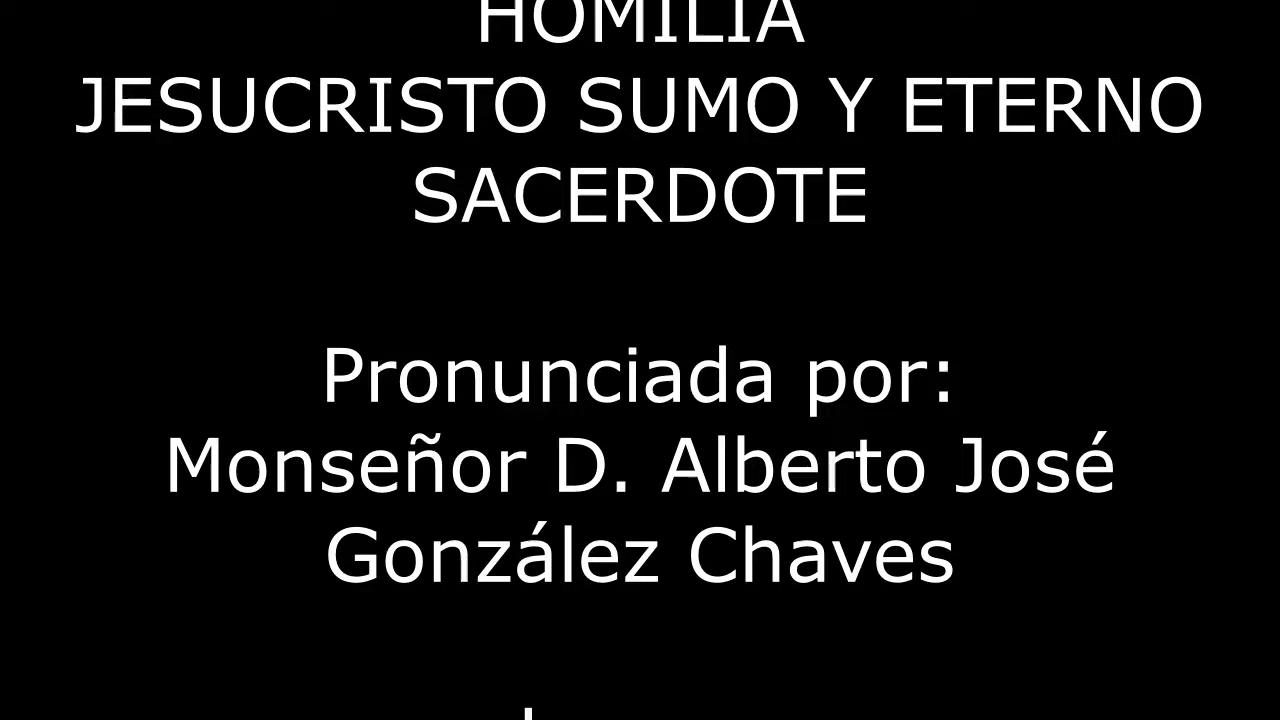 HOMILIA
JESUCRISTO SUMO Y ETERNO
SACERDOTE
Pronunciada por:
Monseñor D. Alberto José
González Chaves